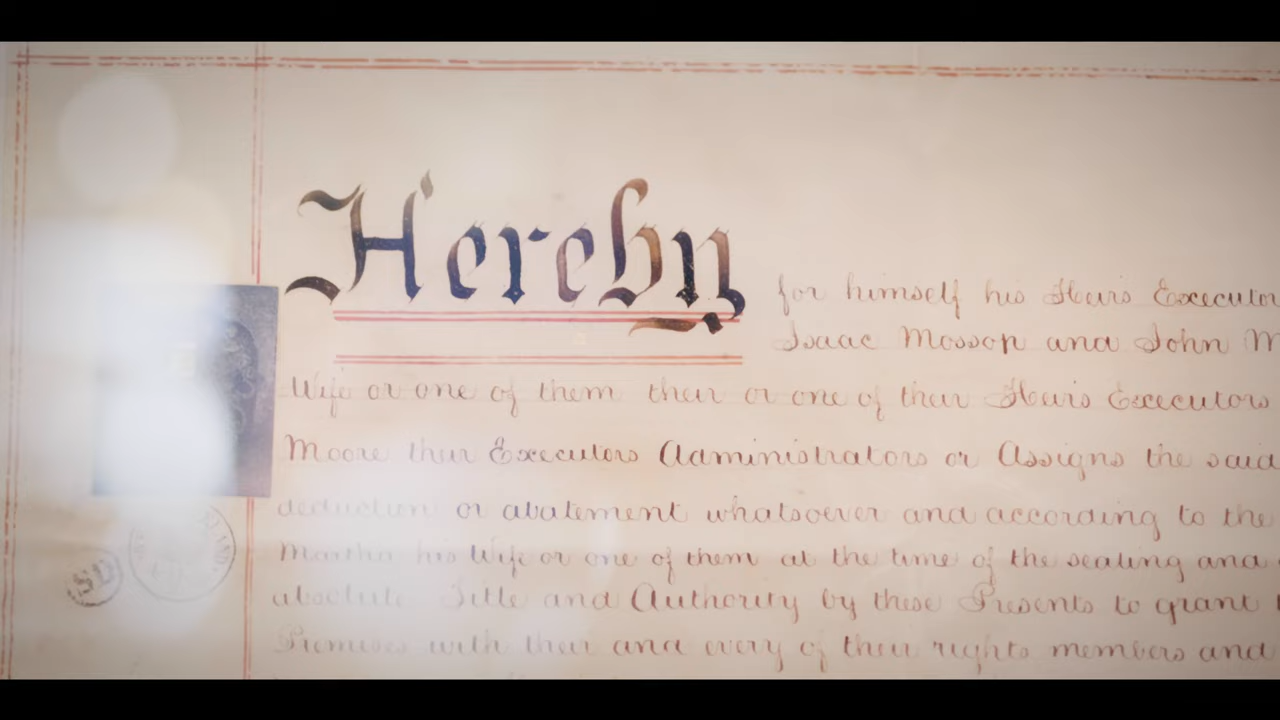 Hereby
for himself his Heirs Executor
Isaac Mossop and John M
Wife or one of them their or one of their Heirs Executors
Moore their Executors Administrators or Assigns the said
deduction or abatement whatsoever and according to the
Martha his Wife or one of them at the time of the sealing and
absolute Title and Authority by these Presents to grant
Premises with their and every of their rights members and
SD